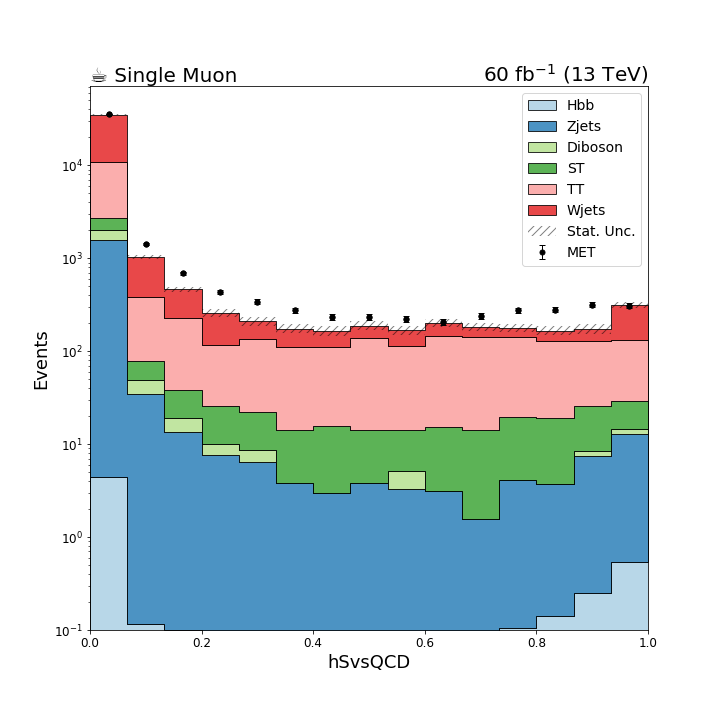 ☕ Single Muon
60 fb⁻¹ (13 TeV)
Hbb
Zjets
Diboson
ST
TT
Wjets
Stat. Unc.
MET
10⁴
10³
10²
10¹
10⁰
10⁻¹
Events
0.0 0.2 0.4 0.6 0.8 1.0
hSvsQCD